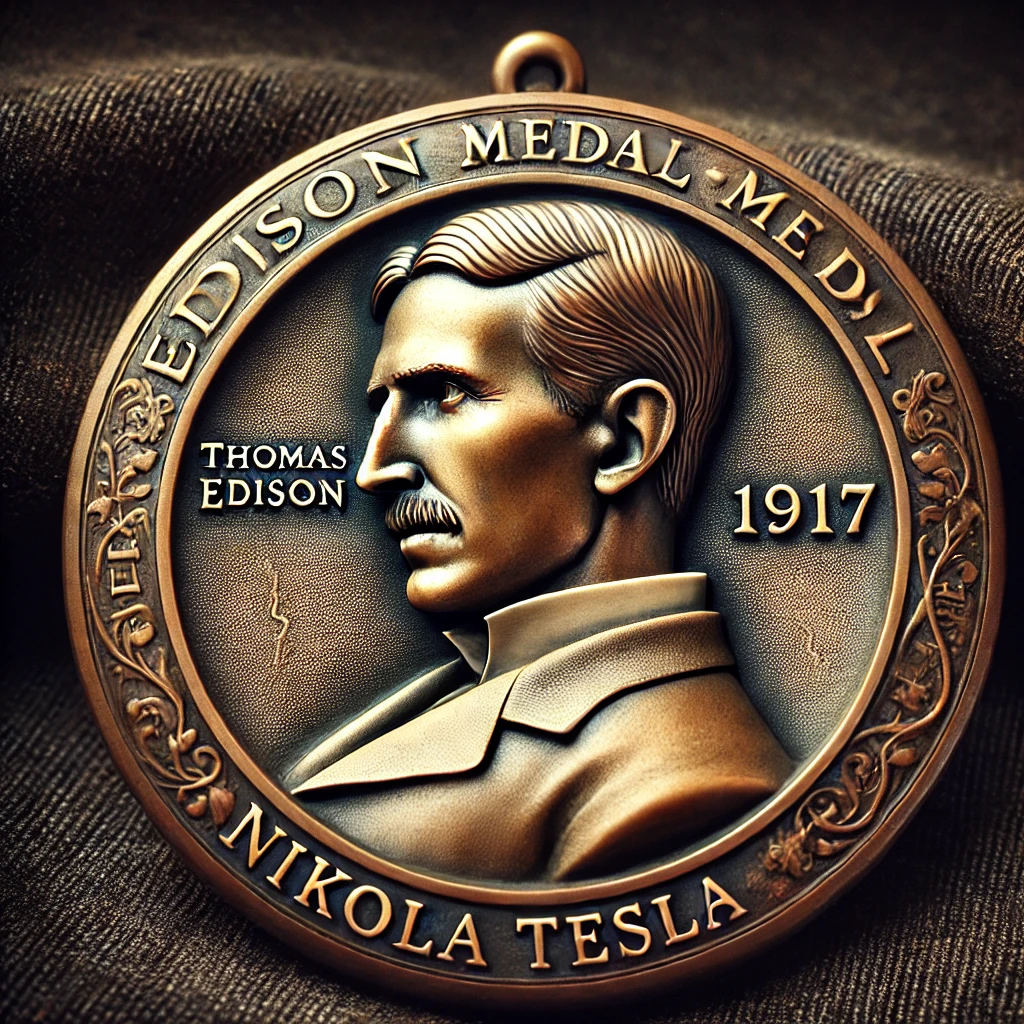 EDISON MEDAL-MEDL
THOMAS
EDISON
1917
NIKOLA TESLA